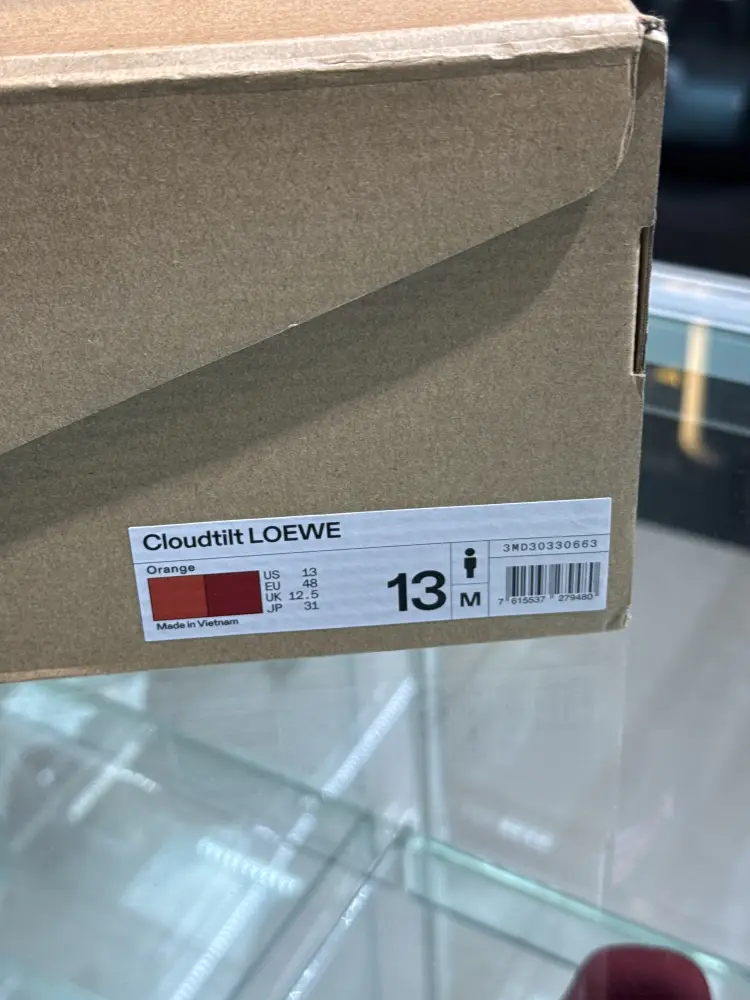 Cloudtilt LOEWE
Orange
US 13
EU 48
UK 12.5
JP 31
Made in Vietnam
13
M
3MD30330663
7 615537 279480